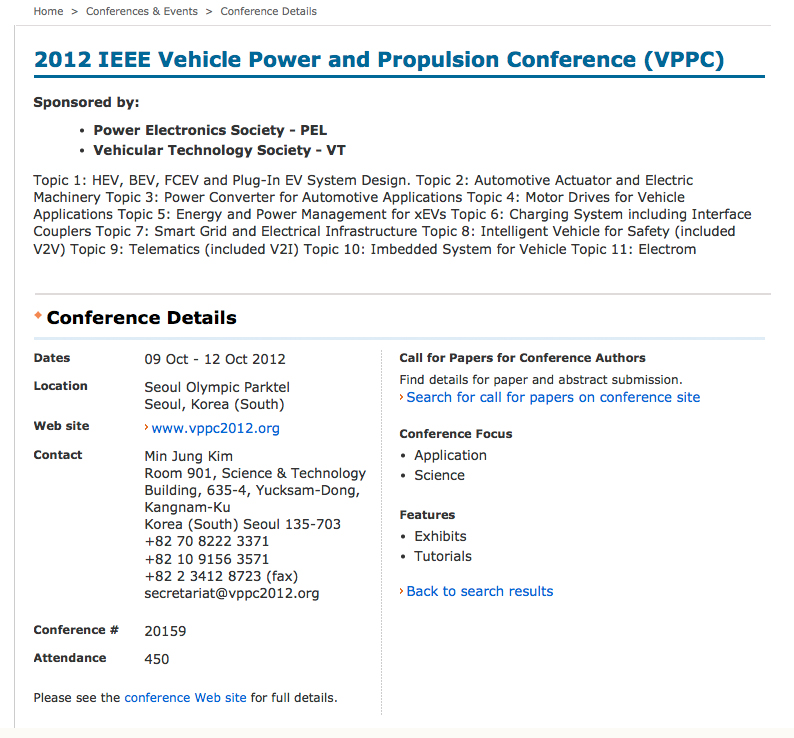 Home > Conferences & Events > Conference Details
2012 IEEE Vehicle Power and Propulsion Conference (VPPC)
Sponsored by:
• Power Electronics Society - PEL
• Vehicular Technology Society - VT
Topic 1: HEV, BEV, FCEV and Plug-In EV System Design. Topic 2: Automotive Actuator and Electric
Machinery Topic 3: Power Converter for Automotive Applications Topic 4: Motor Drives for Vehicle
Applications Topic 5: Energy and Power Management for xEVs Topic 6: Charging System including Interface
Couplers Topic 7: Smart Grid and Electrical Infrastructure Topic 8: Intelligent Vehicle for Safety (included
V2V) Topic 9: Telematics (included V2I) Topic 10: Imbedded System for Vehicle Topic 11: Electrom
Conference Details
Dates 09 Oct - 12 Oct 2012
Location Seoul Olympic Parktel
Seoul, Korea (South)
Web site › www.vppc2012.org
Contact Min Jung Kim
Room 901, Science & Technology
Building, 635-4, Yucksam-Dong,
Kangnam-Ku
Korea (South) Seoul 135-703
+82 70 8222 3371
+82 10 9156 3571
+82 2 3412 8723 (fax)
secretariat@vppc2012.org
Conference # 20159
Attendance 450
Please see the conference Web site for full details.
Call for Papers for Conference Authors
Find details for paper and abstract submission.
› Search for call for papers on conference site
Conference Focus
• Application
• Science
Features
• Exhibits
• Tutorials
› Back to search results